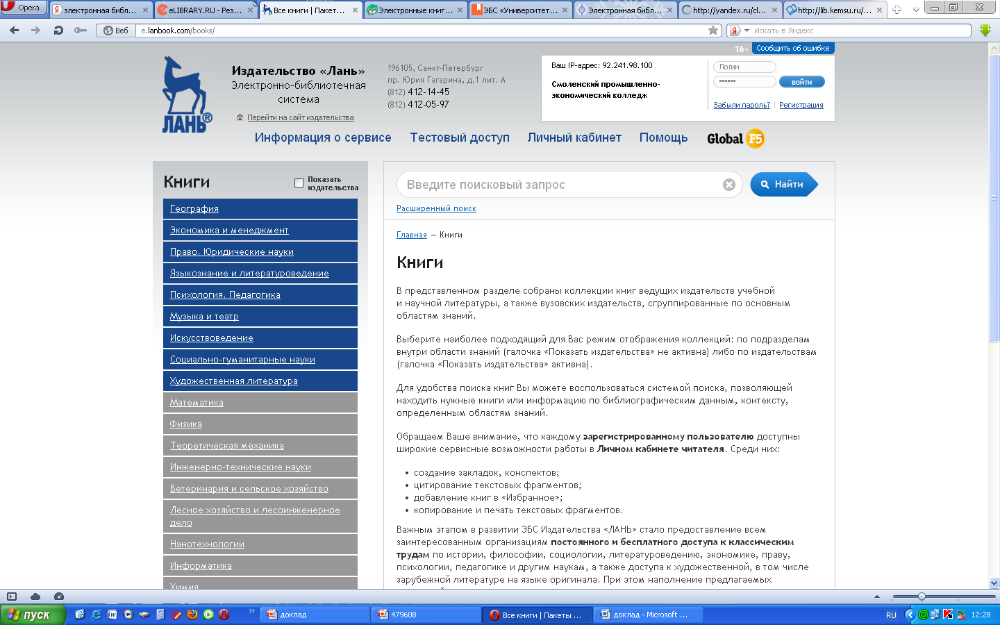 Opera
электронная библ...
eLIBRARY.RU - Рез...
Все книги | Пакет...
Электронные книг...
ЭБС «Университет...
Электронная библ...
http://yandex.ru/cl...
http://lib.kemsu.ru/...
Веб
e.lanbook.com/books/
Искать в Яндекс
16+
Сообщить об ошибке
ЛАНЬ®
Издательство «Лань»
Электронно-библиотечная
система
Перейти на сайт издательства
196105, Санкт-Петербург
пр. Юрия Гагарина, д.1 лит. А
(812) 412-14-45
(812) 412-05-97
Ваш IP-адрес: 92.241.98.100
Смоленский промышленно-
экономический колледж
Логин
••••••
войти
Забыли пароль?
Регистрация
Информация о сервисе
Тестовый доступ
Личный кабинет
Помощь
Global F5
Книги
Показать
издательства
География
Экономика и менеджмент
Право. Юридические науки
Языкознание и литературоведение
Психология. Педагогика
Музыка и театр
Искусствоведение
Социально-гуманитарные науки
Художественная литература
Математика
Физика
Теоретическая механика
Инженерно-технические науки
Ветеринария и сельское хозяйство
Лесное хозяйство и лесоинженерное
дело
Нанотехнологии
Информатика
Химия
Введите поисковый запрос
Найти
Расширенный поиск
Главная – Книги
Книги
В представленном разделе собраны коллекции книг ведущих издательств учебной
и научной литературы, а также вузовских издательств, сгруппированные по основным
областям знаний.
Выберите наиболее подходящий для Вас режим отображения коллекций: по подразделам
внутри области знаний (галочка «Показать издательства» не активна) либо по издательствам
(галочка «Показать издательства» активна).
Для удобства поиска книг Вы можете воспользоваться системой поиска, позволяющей
находить нужные книги или информацию по библиографическим данным, контексту,
определенным областям знаний.
Обращаем Ваше внимание, что каждому зарегистрированному пользователю доступны
широкие сервисные возможности работы в Личном кабинете читателя. Среди них:
• создание закладок, конспектов;
• цитирование текстовых фрагментов;
• добавление книг в «Избранное»;
• копирование и печать текстовых фрагментов.
Важным этапом в развитии ЭБС Издательства «ЛАНЬ» стало предоставление всем
заинтересованным организациям постоянного и бесплатного доступа к классическим
трудам по истории, философии, социологии, литературоведению, экономике, праву,
психологии, педагогике и другим наукам, а также доступа к художественной, в том числе
зарубежной литературе на языке оригинала. При этом наполнение предлагаемых
пуск
доклад
479608
Все книги | Пакеты ...
доклад - Microsoft ...
RU
12:28